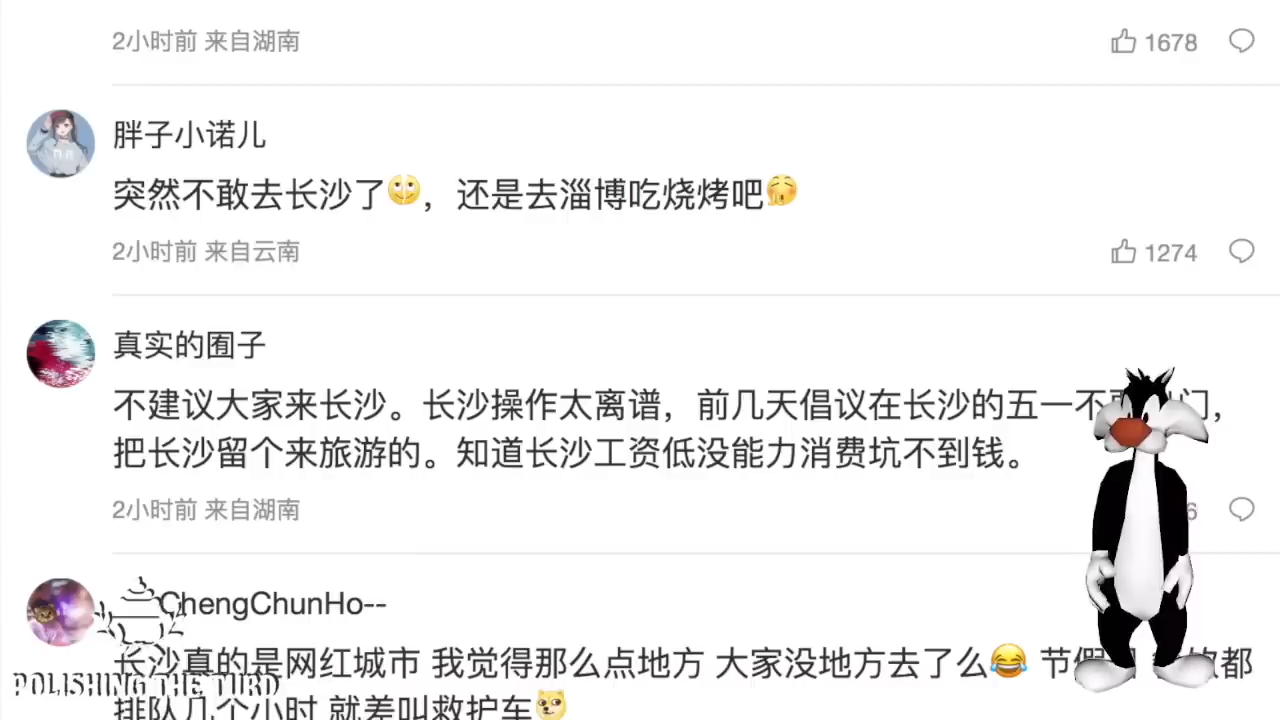 2小时前 来自湖南
1678
胖子小诺儿
突然不敢去长沙了🙄，还是去淄博吃烧烤吧😮‍💨
2小时前 来自云南
1274
真实的囿子
不建议大家来长沙。长沙操作太离谱，前几天倡议在长沙的五一不 门，
把长沙留个来旅游的。知道长沙工资低没能力消费坑不到钱。
2小时前 来自湖南
6
ChengChunHo--
长沙真的是网红城市 我觉得那么点地方 大家没地方去了么😂 节假 都
排队几个小时 就差叫救护车
POLISHING THE TURD